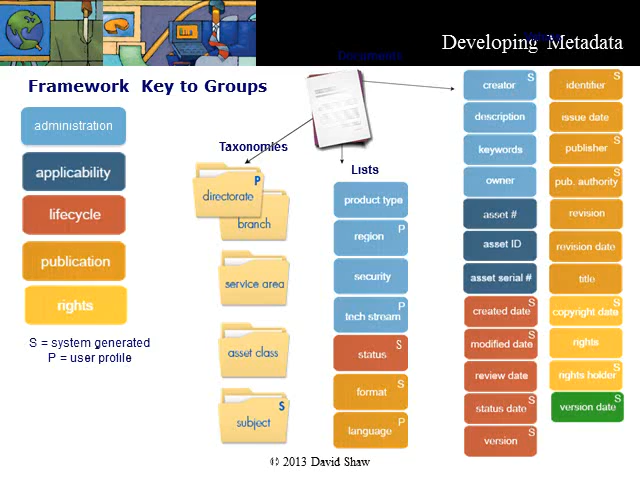 Values
Developing Metadata
Documents
Framework Key to Groups
administration
applicability
lifecycle
publication
rights
S = system generated
P = user profile
Taxonomies
directorate P
branch
service area
asset class
subject S
Lists
product type
region P
security
tech stream P
status S
format S
language P
creator S
description
keywords
owner
asset #
asset ID
asset serial #
created date S
modified date S
review date
status date S
version S
identifier S
issue date
publisher S
pub. authority S
revision
revision date
title
copyright date S
rights
rights holder S
version date S
© 2013 David Shaw